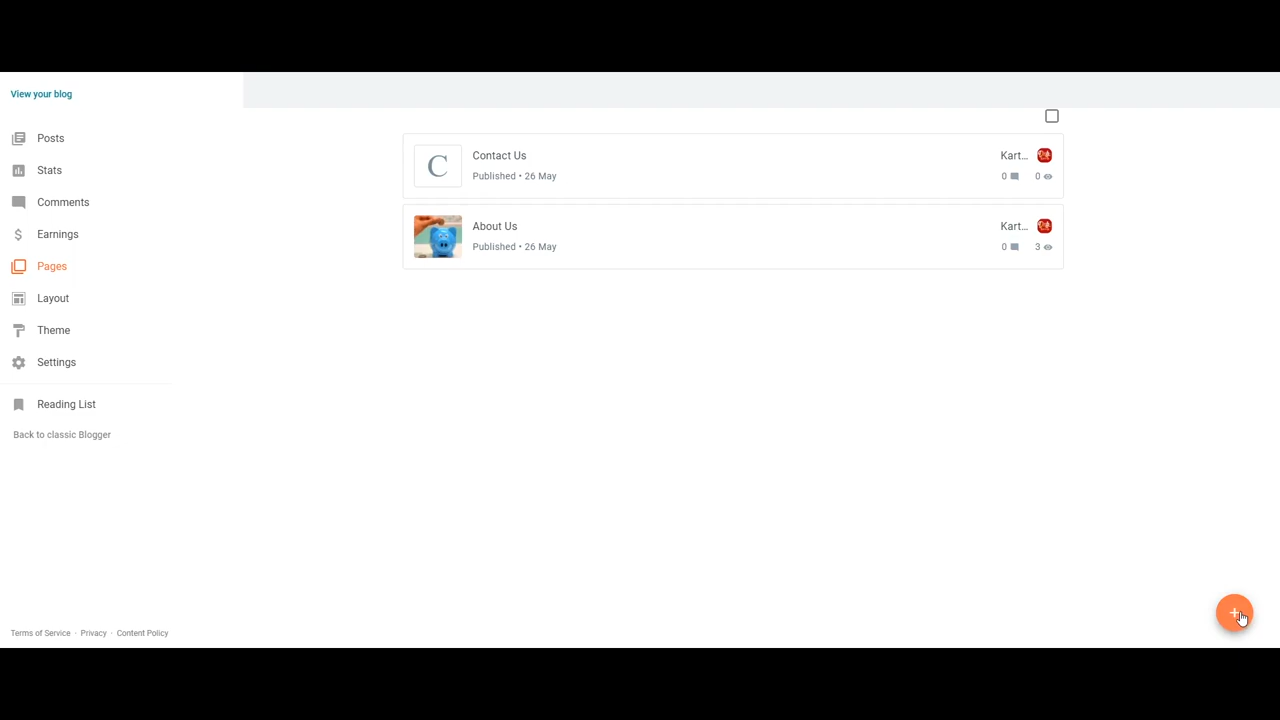 View your blog
Posts
Stats
Comments
Earnings
Pages
Layout
Theme
Settings
Reading List
Back to classic Blogger
Terms of Service · Privacy · Content Policy
C
Contact Us
Published • 26 May
Kart...
0 0
About Us
Published • 26 May
Kart...
0 3